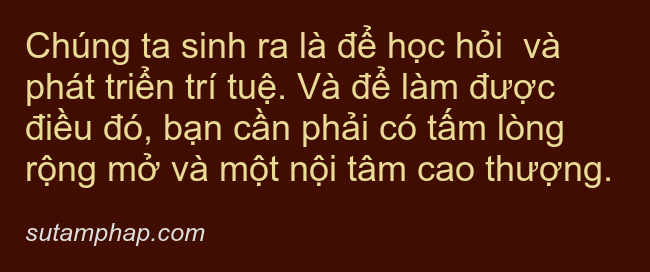 Chúng ta sinh ra là để học hỏi  và
phát triển trí tuệ. Và để làm được
điều đó, bạn cần phải có tấm lòng
rộng mở và một nội tâm cao thượng.
sutamphap.com